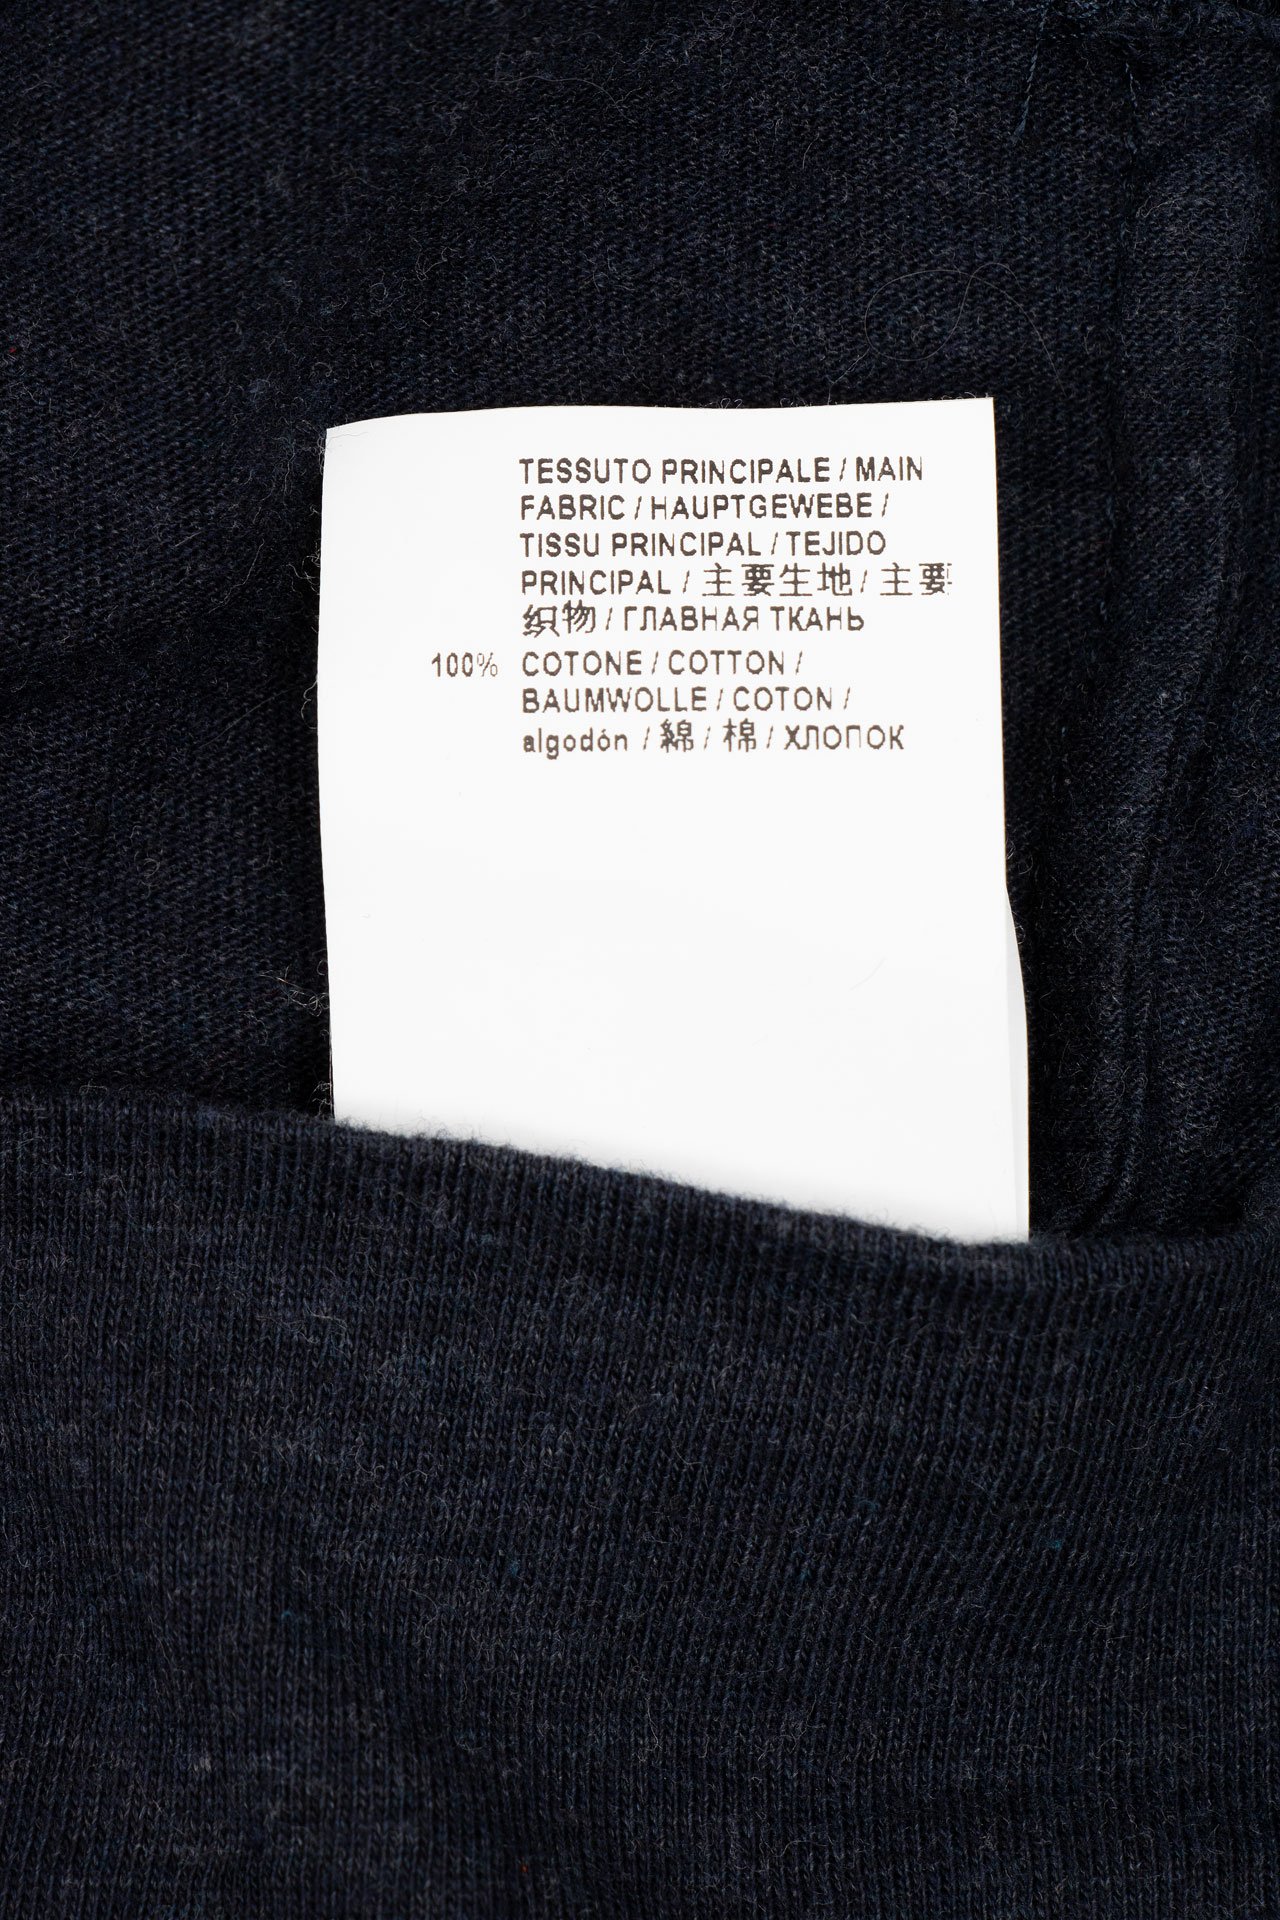 TESSUTO PRINCIPALE / MAIN
FABRIC / HAUPTGEWEBE /
TISSU PRINCIPAL / TEJIDO
PRINCIPAL / 主要生地 / 主要
织物 / ГЛАВНАЯ ТКАНЬ
100% COTONE / COTTON /
BAUMWOLLE / COTON /
algodón / 綿 / 棉 / ХЛОПОК